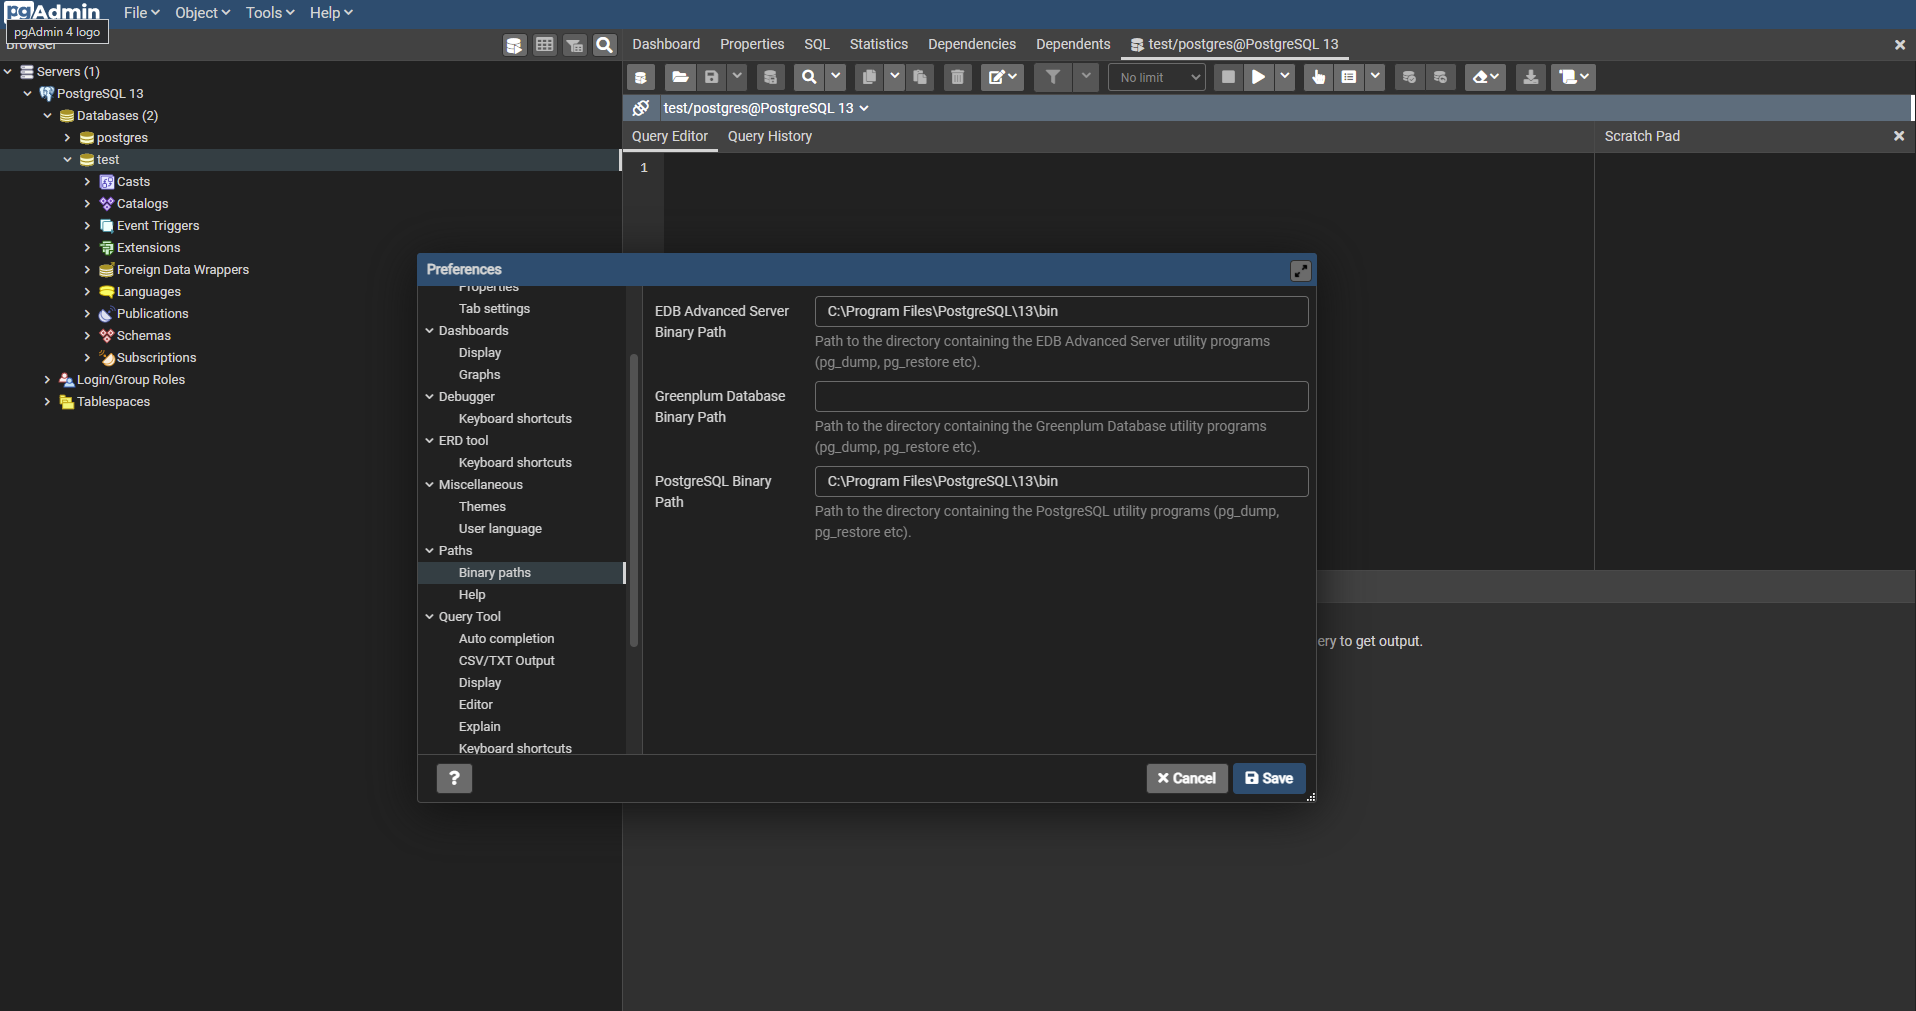 pgAdmin File Object Tools Help
pgAdmin 4 logo
Browser
Dashboard Properties SQL Statistics Dependencies Dependents test/postgres@PostgreSQL 13
Servers (1)
No limit
PostgreSQL 13
test/postgres@PostgreSQL 13
Databases (2)
postgres
Query Editor Query History Scratch Pad
test
1
Casts
Catalogs
Event Triggers
Extensions
Foreign Data Wrappers
Languages
Publications
Schemas
Subscriptions
Login/Group Roles
Tablespaces
Preferences
Properties
Tab settings
Dashboards
Display
Graphs
Debugger
Keyboard shortcuts
ERD tool
Keyboard shortcuts
Miscellaneous
Themes
User language
Paths
Binary paths
Help
Query Tool
Auto completion
CSV/TXT Output
Display
Editor
Explain
Keyboard shortcuts
EDB Advanced Server
Binary Path
C:\Program Files\PostgreSQL\13\bin
Path to the directory containing the EDB Advanced Server utility programs
(pg_dump, pg_restore etc).
Greenplum Database
Binary Path
Path to the directory containing the Greenplum Database utility programs
(pg_dump, pg_restore etc).
PostgreSQL Binary
Path
C:\Program Files\PostgreSQL\13\bin
Path to the directory containing the PostgreSQL utility programs (pg_dump,
pg_restore etc).
ery to get output.
? Cancel Save